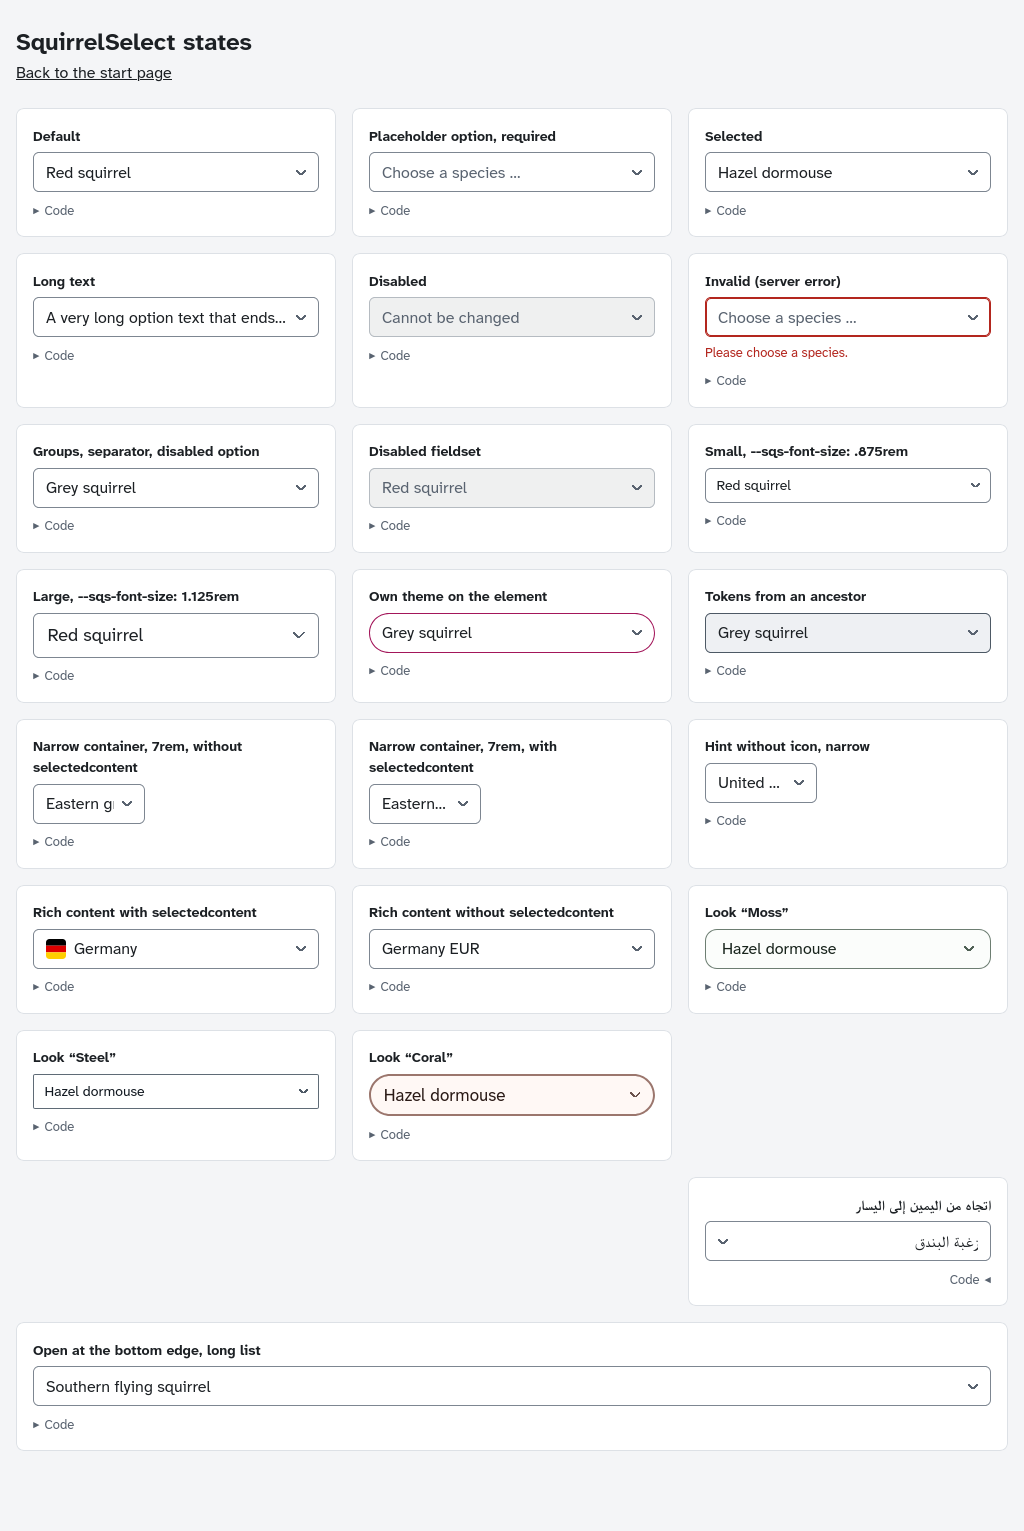 SquirrelSelect states
Back to the start page
Default
Red squirrel
Code
Placeholder option, required
Choose a species ...
Code
Selected
Hazel dormouse
Code
Long text
A very long option text that ends...
Code
Disabled
Cannot be changed
Code
Invalid (server error)
Choose a species ...
Please choose a species.
Code
Groups, separator, disabled option
Grey squirrel
Code
Disabled fieldset
Red squirrel
Code
Small, --sqs-font-size: .875rem
Red squirrel
Code
Large, --sqs-font-size: 1.125rem
Red squirrel
Code
Own theme on the element
Grey squirrel
Code
Tokens from an ancestor
Grey squirrel
Code
Narrow container, 7rem, without
selectedcontent
Eastern
Code
Narrow container, 7rem, with
selectedcontent
Eastern...
Code
Hint without icon, narrow
United ...
Code
Rich content with selectedcontent
Germany
Code
Rich content without selectedcontent
Germany EUR
Code
Look “Moss”
Hazel dormouse
Code
Look “Steel”
Hazel dormouse
Code
Look “Coral”
Hazel dormouse
Code
اتجاه من اليمين إلى اليسار
زغبة البندق
Code
Open at the bottom edge, long list
Southern flying squirrel
Code